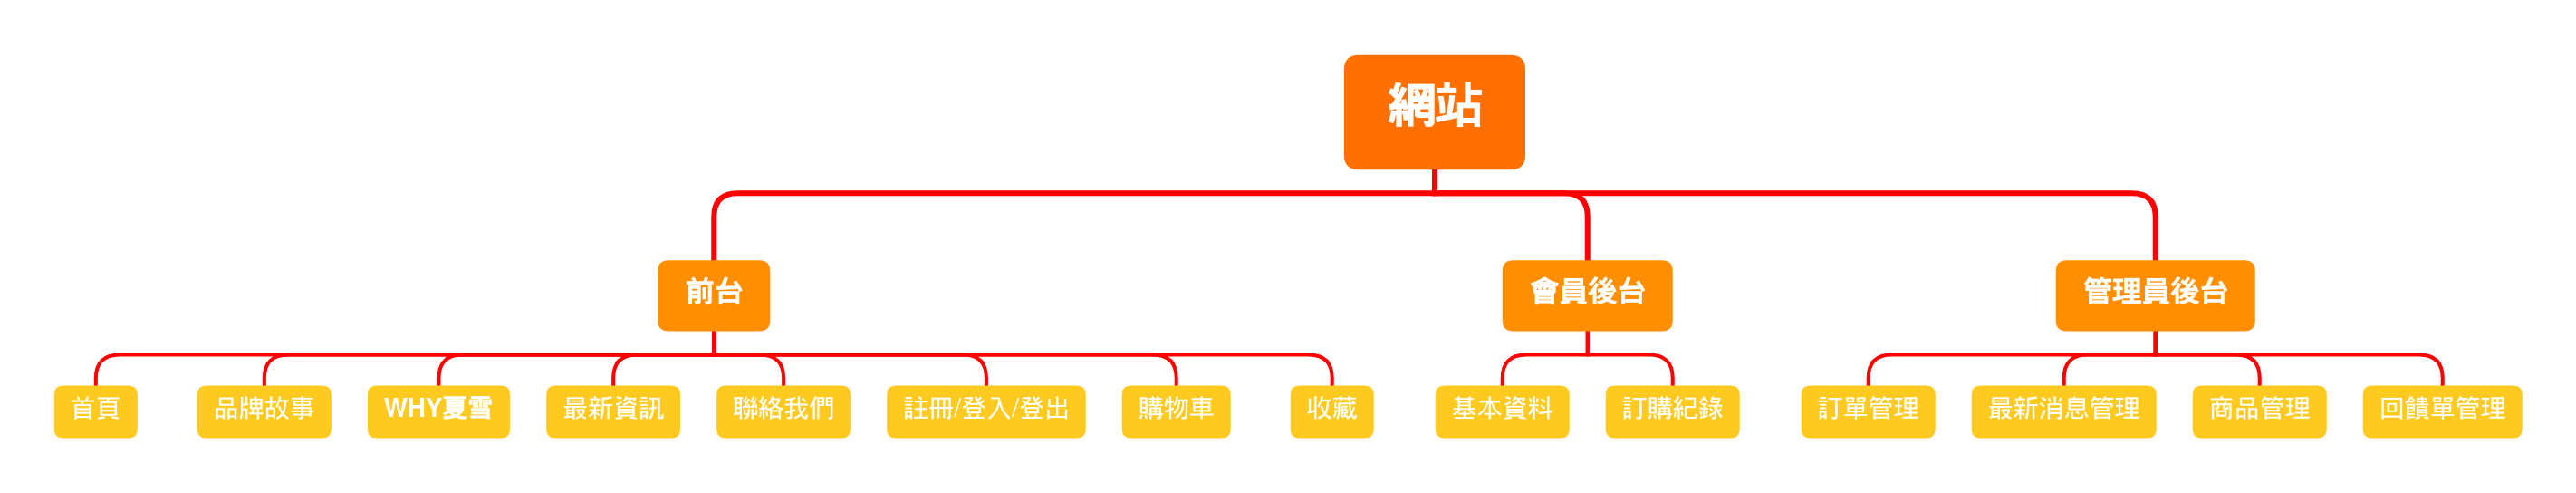 網站
前台
會員後台
管理員後台
首頁
品牌故事
WHY夏雪
最新資訊
聯絡我們
註冊/登入/登出
購物車
收藏
基本資料
訂購紀錄
訂單管理
最新消息管理
商品管理
回饋單管理